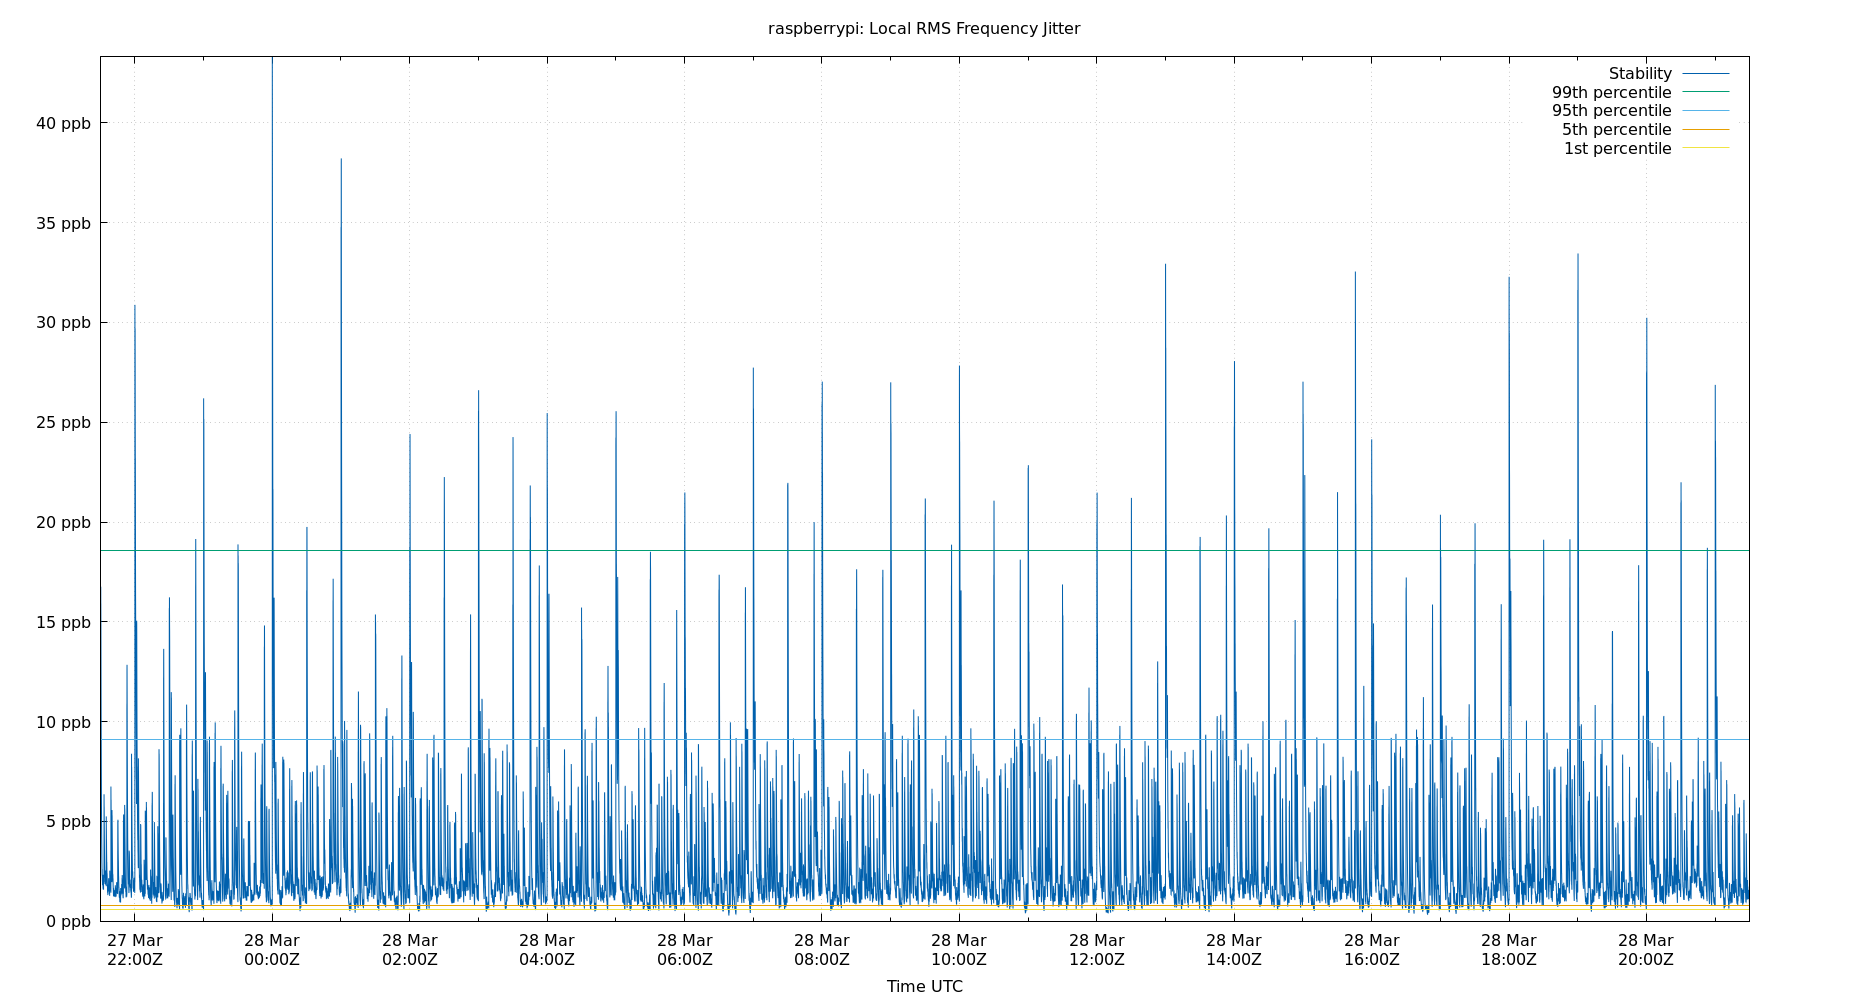 raspberrypi: Local RMS Frequency Jitter
Stability
99th percentile
95th percentile
5th percentile
1st percentile
40 ppb
35 ppb
30 ppb
25 ppb
20 ppb
15 ppb
10 ppb
5 ppb
0 ppb
27 Mar 28 Mar 28 Mar 28 Mar 28 Mar 28 Mar 28 Mar 28 Mar 28 Mar 28 Mar 28 Mar 28 Mar
22:00Z 00:00Z 02:00Z 04:00Z 06:00Z 08:00Z 10:00Z 12:00Z 14:00Z 16:00Z 18:00Z 20:00Z
Time UTC